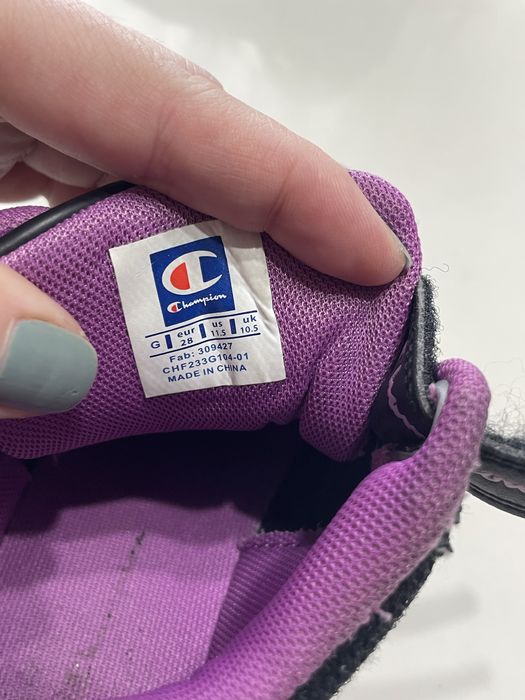 Champion
G eur 28 us 11.5 uk 10.5
Fab: 309427
CHF233G104-01
MADE IN CHINA